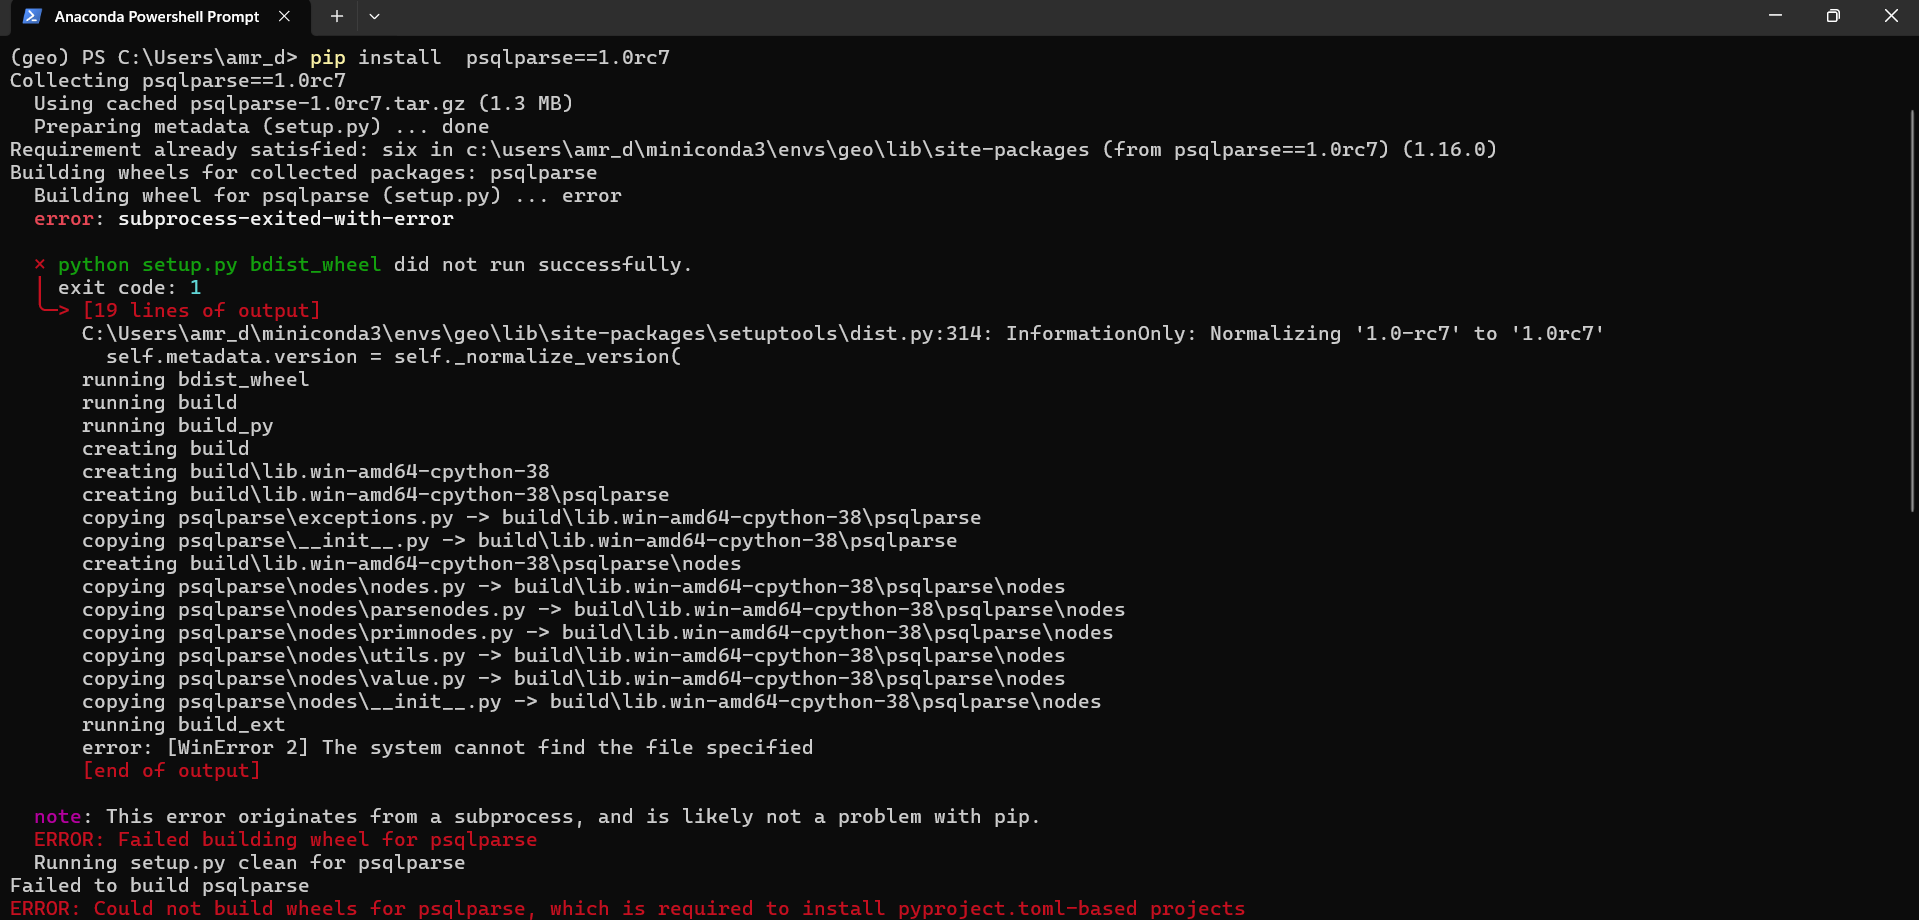 Anaconda Powershell Prompt
(geo) PS C:\Users\amr_d> pip install  psqlparse==1.0rc7
Collecting psqlparse==1.0rc7
  Using cached psqlparse-1.0rc7.tar.gz (1.3 MB)
  Preparing metadata (setup.py) ... done
Requirement already satisfied: six in c:\users\amr_d\miniconda3\envs\geo\lib\site-packages (from psqlparse==1.0rc7) (1.16.0)
Building wheels for collected packages: psqlparse
  Building wheel for psqlparse (setup.py) ... error
  error: subprocess-exited-with-error

  × python setup.py bdist_wheel did not run successfully.
  │ exit code: 1
  ╰─> [19 lines of output]
      C:\Users\amr_d\miniconda3\envs\geo\lib\site-packages\setuptools\dist.py:314: InformationOnly: Normalizing '1.0-rc7' to '1.0rc7'
        self.metadata.version = self._normalize_version(
      running bdist_wheel
      running build
      running build_py
      creating build
      creating build\lib.win-amd64-cpython-38
      creating build\lib.win-amd64-cpython-38\psqlparse
      copying psqlparse\exceptions.py -> build\lib.win-amd64-cpython-38\psqlparse
      copying psqlparse\__init__.py -> build\lib.win-amd64-cpython-38\psqlparse
      creating build\lib.win-amd64-cpython-38\psqlparse\nodes
      copying psqlparse\nodes\nodes.py -> build\lib.win-amd64-cpython-38\psqlparse\nodes
      copying psqlparse\nodes\parsenodes.py -> build\lib.win-amd64-cpython-38\psqlparse\nodes
      copying psqlparse\nodes\primnodes.py -> build\lib.win-amd64-cpython-38\psqlparse\nodes
      copying psqlparse\nodes\utils.py -> build\lib.win-amd64-cpython-38\psqlparse\nodes
      copying psqlparse\nodes\value.py -> build\lib.win-amd64-cpython-38\psqlparse\nodes
      copying psqlparse\nodes\__init__.py -> build\lib.win-amd64-cpython-38\psqlparse\nodes
      running build_ext
      error: [WinError 2] The system cannot find the file specified
      [end of output]

  note: This error originates from a subprocess, and is likely not a problem with pip.
  ERROR: Failed building wheel for psqlparse
  Running setup.py clean for psqlparse
Failed to build psqlparse
ERROR: Could not build wheels for psqlparse, which is required to install pyproject.toml-based projects